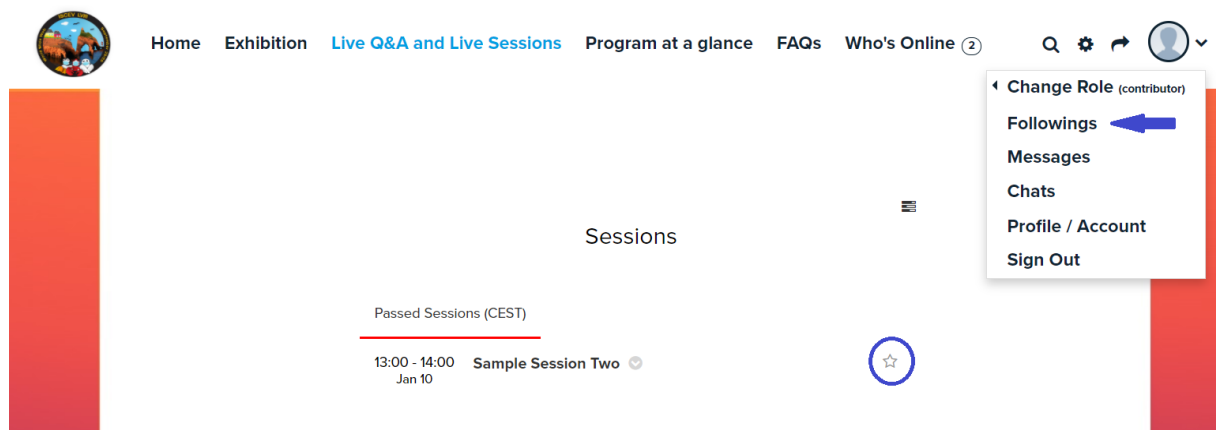 Home Exhibition Live Q&A and Live Sessions Program at a glance FAQs Who's Online 2
Change Role (contributor)
Followings
Messages
Chats
Profile / Account
Sign Out
Sessions
Passed Sessions (CEST)
13:00 - 14:00 Sample Session Two
Jan 10